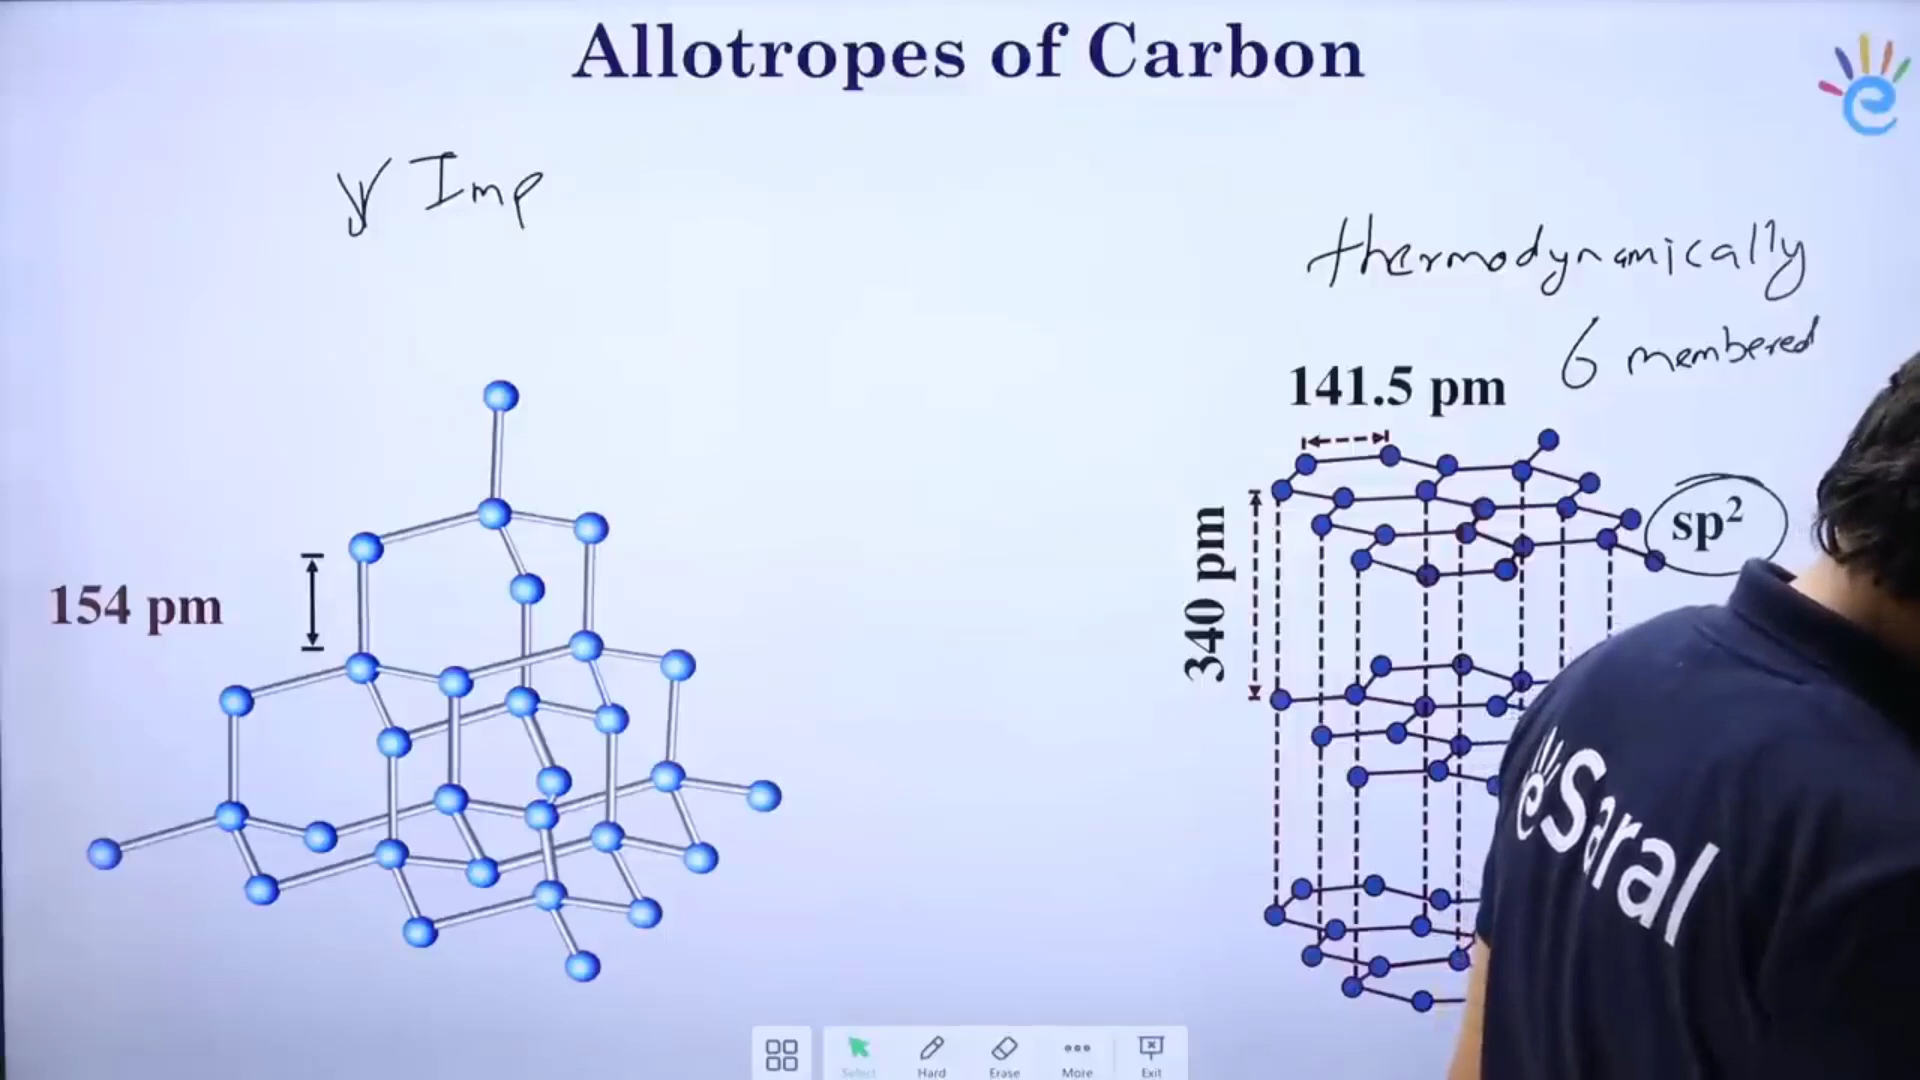 Allotropes of Carbon
Imp
thermodynamically
6 membered
141.5 pm
sp²
340 pm
154 pm
eSaral
Select
Hard
Erase
More
Exit